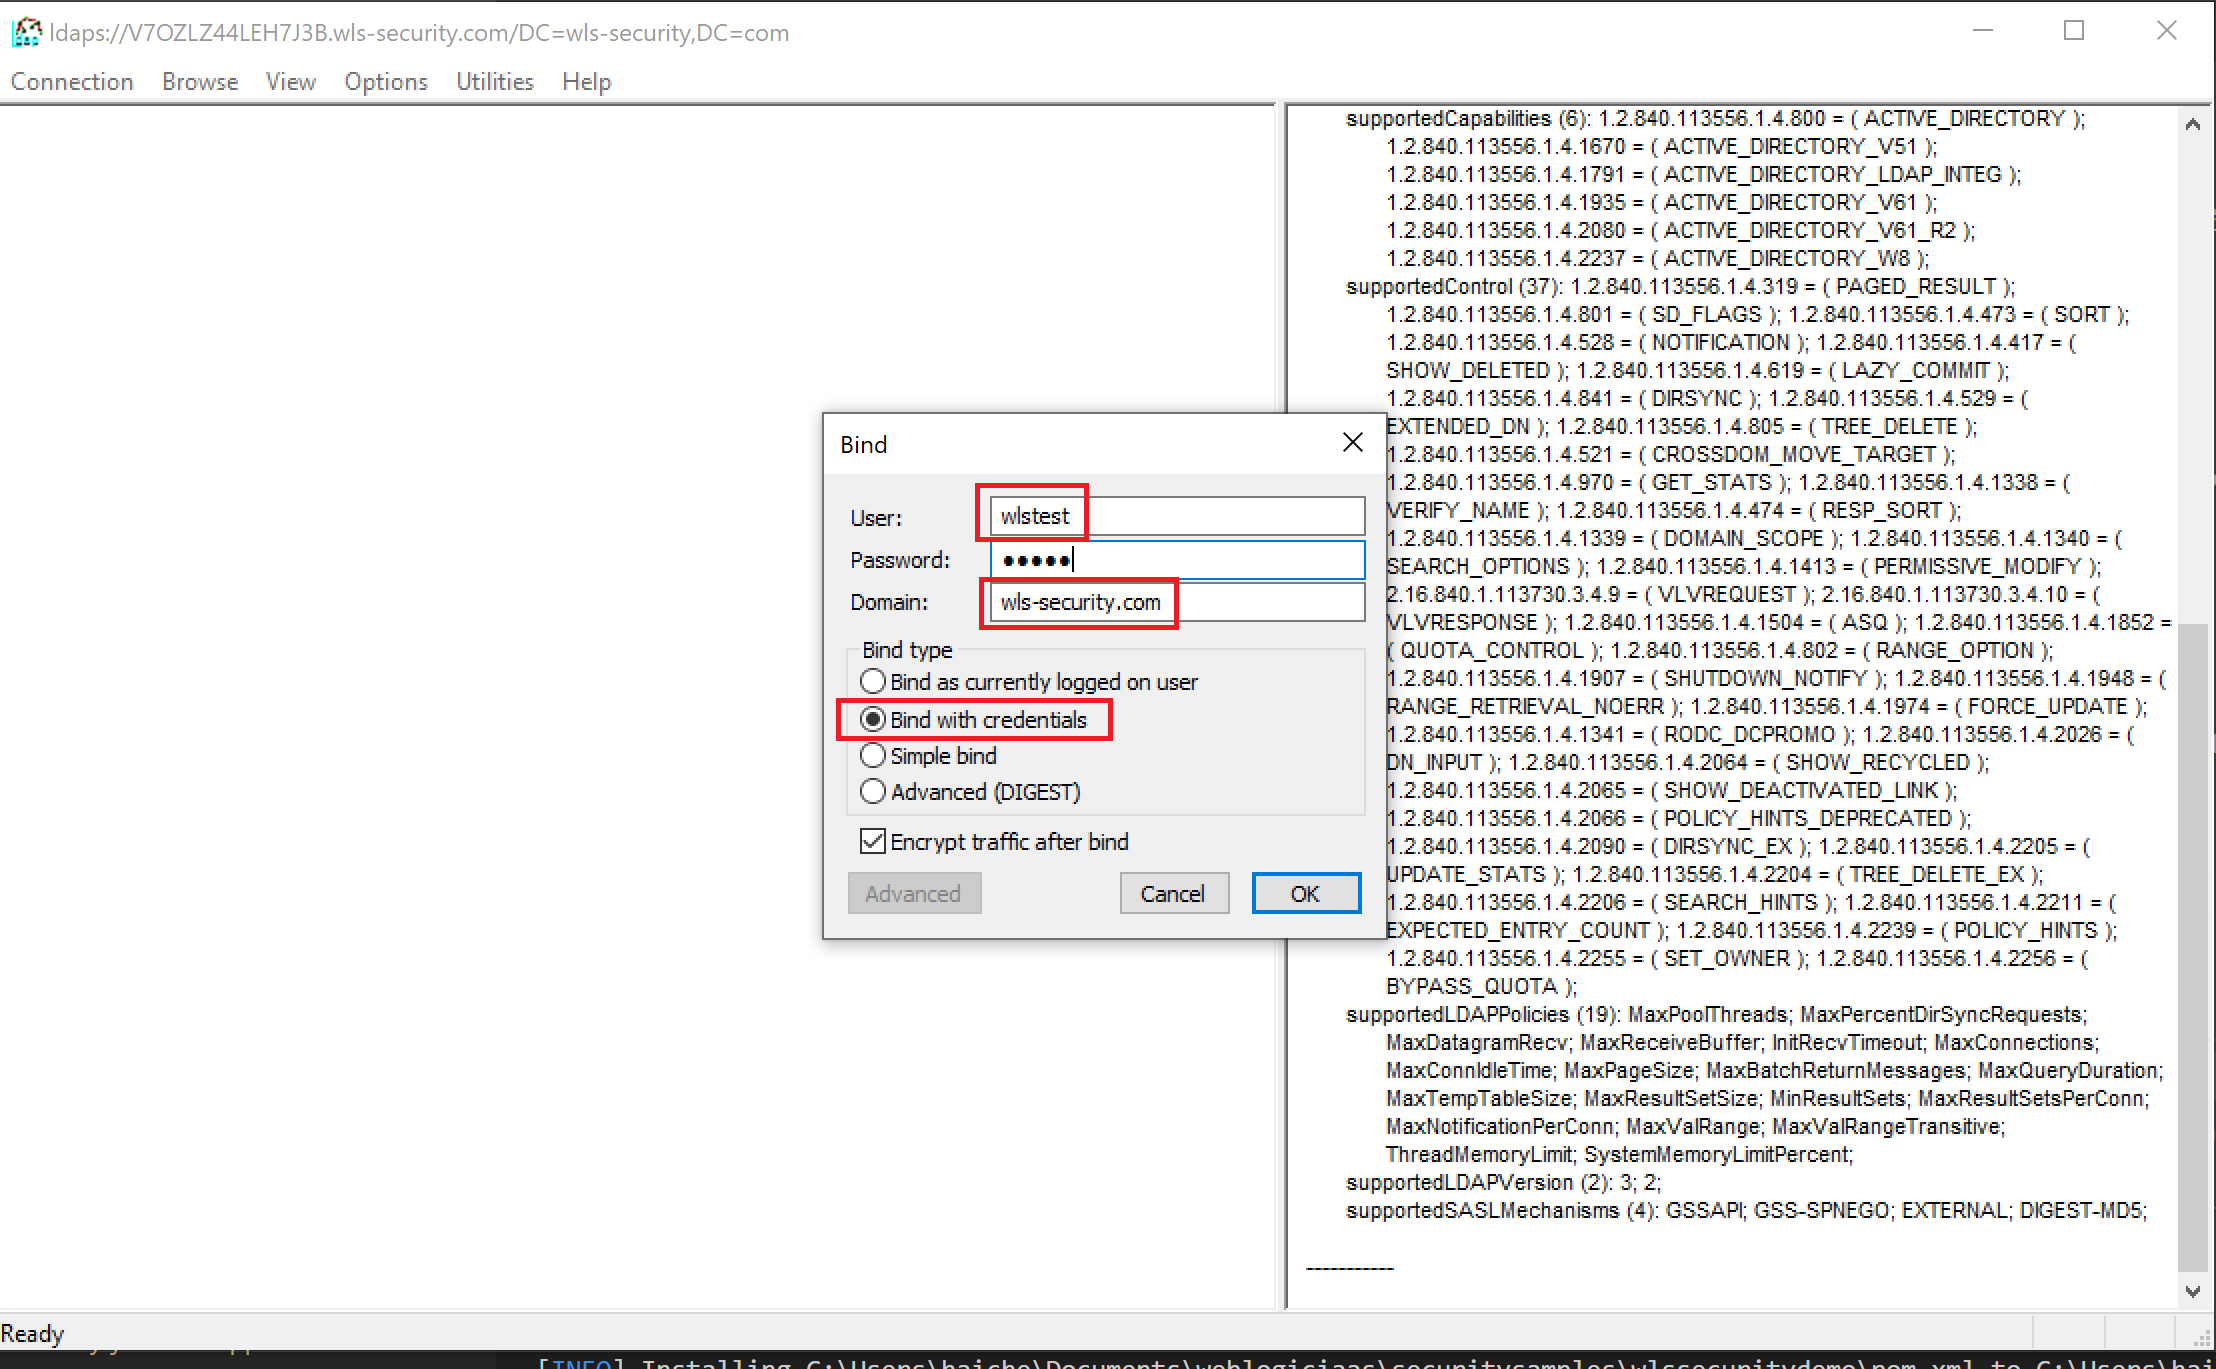 ldaps://V7OZLZ44LEH7J3B.wls-security.com/DC=wls-security,DC=com
Connection Browse View Options Utilities Help
supportedCapabilities (6): 1.2.840.113556.1.4.800 = ( ACTIVE_DIRECTORY );
1.2.840.113556.1.4.1670 = ( ACTIVE_DIRECTORY_V51 );
1.2.840.113556.1.4.1791 = ( ACTIVE_DIRECTORY_LDAP_INTEG );
1.2.840.113556.1.4.1935 = ( ACTIVE_DIRECTORY_V61 );
1.2.840.113556.1.4.2080 = ( ACTIVE_DIRECTORY_V61_R2 );
1.2.840.113556.1.4.2237 = ( ACTIVE_DIRECTORY_W8 );
supportedControl (37): 1.2.840.113556.1.4.319 = ( PAGED_RESULT );
1.2.840.113556.1.4.801 = ( SD_FLAGS ); 1.2.840.113556.1.4.473 = ( SORT );
1.2.840.113556.1.4.528 = ( NOTIFICATION ); 1.2.840.113556.1.4.417 = (
SHOW_DELETED ); 1.2.840.113556.1.4.619 = ( LAZY_COMMIT );
1.2.840.113556.1.4.841 = ( DIRSYNC ); 1.2.840.113556.1.4.529 = (
EXTENDED_DN ); 1.2.840.113556.1.4.805 = ( TREE_DELETE );
1.2.840.113556.1.4.521 = ( CROSSDOM_MOVE_TARGET );
1.2.840.113556.1.4.970 = ( GET_STATS ); 1.2.840.113556.1.4.1338 = (
VERIFY_NAME ); 1.2.840.113556.1.4.474 = ( RESP_SORT );
1.2.840.113556.1.4.1339 = ( DOMAIN_SCOPE ); 1.2.840.113556.1.4.1340 = (
SEARCH_OPTIONS ); 1.2.840.113556.1.4.1413 = ( PERMISSIVE_MODIFY );
2.16.840.1.113730.3.4.9 = ( VLVREQUEST ); 2.16.840.1.113730.3.4.10 = (
VLVRESPONSE ); 1.2.840.113556.1.4.1504 = ( ASQ ); 1.2.840.113556.1.4.1852 =
( QUOTA_CONTROL ); 1.2.840.113556.1.4.802 = ( RANGE_OPTION );
1.2.840.113556.1.4.1907 = ( SHUTDOWN_NOTIFY ); 1.2.840.113556.1.4.1948 = (
RANGE_RETRIEVAL_NOERR ); 1.2.840.113556.1.4.1974 = ( FORCE_UPDATE );
1.2.840.113556.1.4.1341 = ( RODC_DCPROMO ); 1.2.840.113556.1.4.2026 = (
DN_INPUT ); 1.2.840.113556.1.4.2064 = ( SHOW_RECYCLED );
1.2.840.113556.1.4.2065 = ( SHOW_DEACTIVATED_LINK );
1.2.840.113556.1.4.2066 = ( POLICY_HINTS_DEPRECATED );
1.2.840.113556.1.4.2090 = ( DIRSYNC_EX ); 1.2.840.113556.1.4.2205 = (
UPDATE_STATS ); 1.2.840.113556.1.4.2204 = ( TREE_DELETE_EX );
1.2.840.113556.1.4.2206 = ( SEARCH_HINTS ); 1.2.840.113556.1.4.2211 = (
EXPECTED_ENTRY_COUNT ); 1.2.840.113556.1.4.2239 = ( POLICY_HINTS );
1.2.840.113556.1.4.2255 = ( SET_OWNER ); 1.2.840.113556.1.4.2256 = (
BYPASS_QUOTA );
supportedLDAPPolicies (19): MaxPoolThreads; MaxPercentDirSyncRequests;
MaxDatagramRecv; MaxReceiveBuffer; InitRecvTimeout; MaxConnections;
MaxConnIdleTime; MaxPageSize; MaxBatchReturnMessages; MaxQueryDuration;
MaxTempTableSize; MaxResultSetSize; MinResultSets; MaxResultSetsPerConn;
MaxNotificationPerConn; MaxValRange; MaxValRangeTransitive;
ThreadMemoryLimit; SystemMemoryLimitPercent;
supportedLDAPVersion (2): 3; 2;
supportedSASLMechanisms (4): GSSAPI; GSS-SPNEGO; EXTERNAL; DIGEST-MD5;
-----------
Bind
User: wlstest
Password: ●●●●●
Domain: wls-security.com
Bind type
Bind as currently logged on user
Bind with credentials
Simple bind
Advanced (DIGEST)
Encrypt traffic after bind
Advanced Cancel OK
Ready
[INFO] Installing C:\Users\haiche\Documents\weblogiciaas\securitysamples\wlssecuritydemo\pom.xml to C:\Users\hai